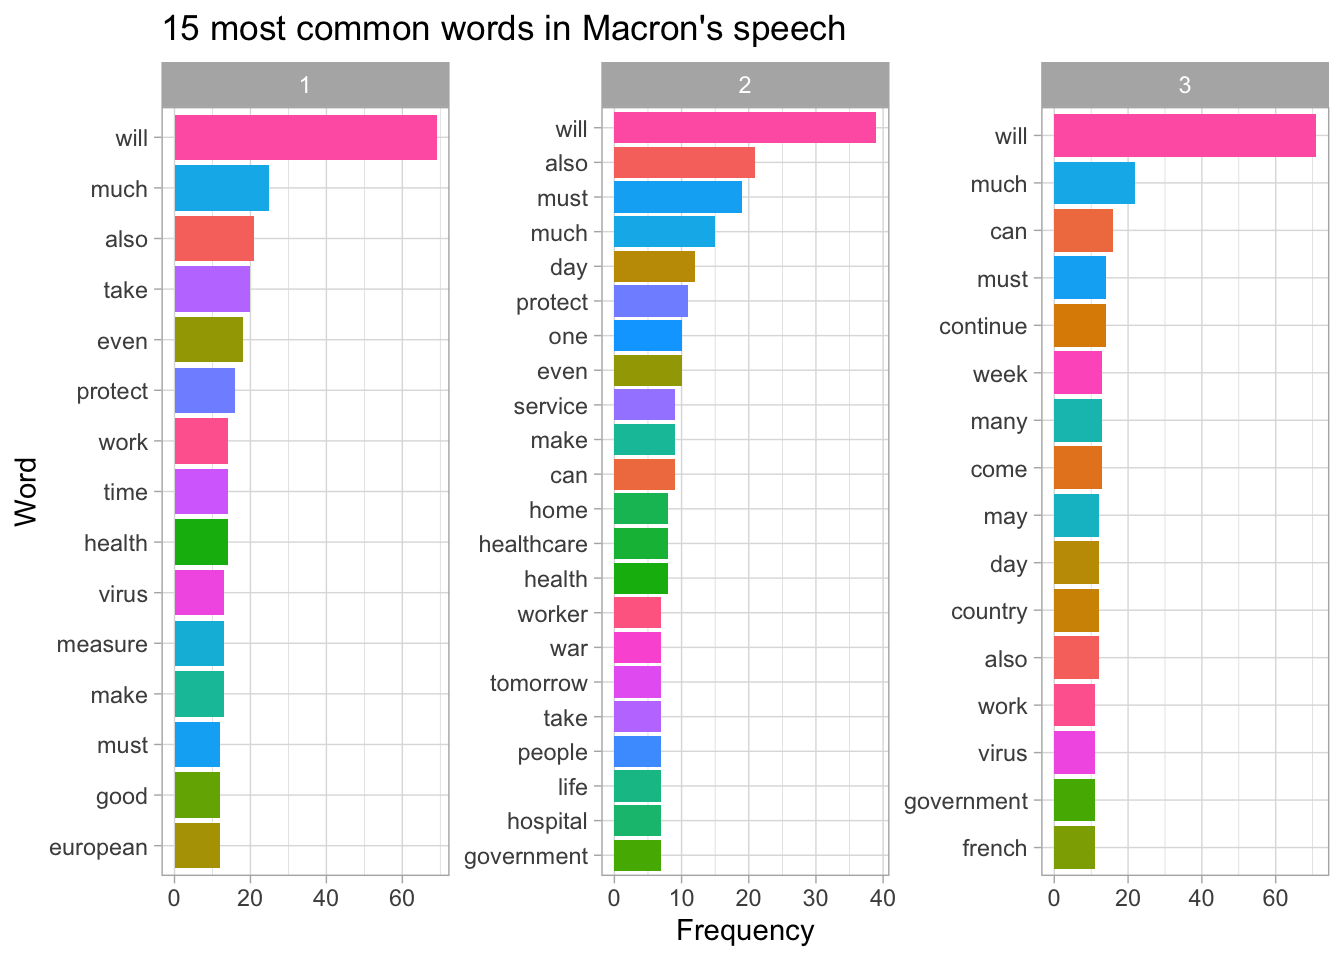 15 most common words in Macron's speech
Word
1
will
much
also
take
even
protect
work
time
health
virus
measure
make
must
good
european
0 20 40 60
2
will
also
must
much
day
protect
one
even
service
make
can
home
healthcare
health
worker
war
tomorrow
take
people
life
hospital
government
0 10 20 30 40
3
will
much
can
must
continue
week
many
come
may
day
country
also
work
virus
government
french
0 20 40 60
Frequency